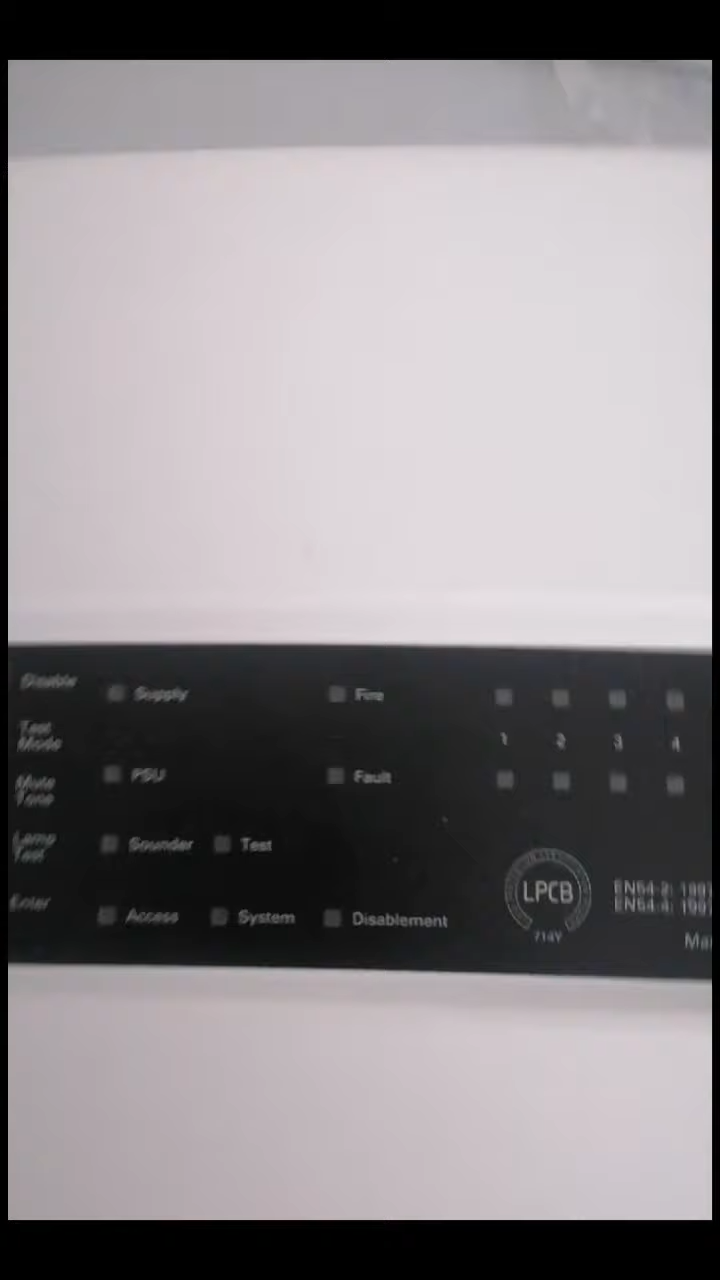 Disable
Supply
Fire
Test
Mode
1 2 3 4
PSU
Fault
Mute
Tone
Lamp
Test
Sounder
Test
Enter
Access
System
Disablement
LPCB
714Y